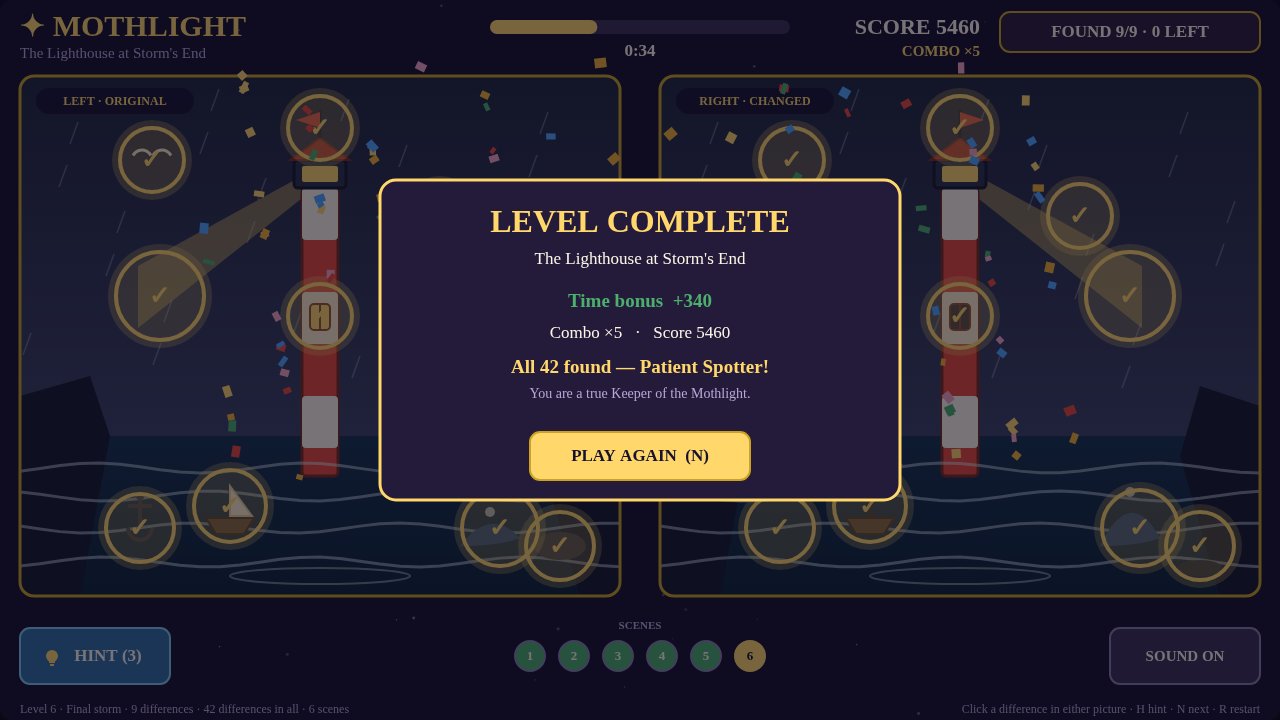 ✦ MOTHLIGHT
The Lighthouse at Storm's End
0:34
SCORE 5460
COMBO ×5
FOUND 9/9 · 0 LEFT
LEFT · ORIGINAL
RIGHT · CHANGED
LEVEL COMPLETE
The Lighthouse at Storm's End
Time bonus +340
Combo ×5 · Score 5460
All 42 found — Patient Spotter!
You are a true Keeper of the Mothlight.
PLAY AGAIN (N)
HINT (3)
SCENES
1 2 3 4 5 6
SOUND ON
Level 6 · Final storm · 9 differences · 42 differences in all · 6 scenes
Click a difference in either picture · H hint · N next · R restart